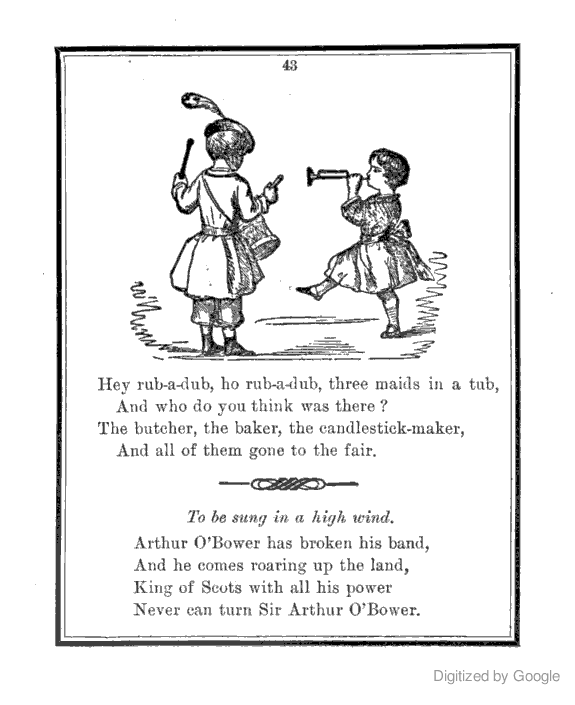 43
Hey rub-a-dub, ho rub-a-dub, three maids in a tub,
And who do you think was there ?
The butcher, the baker, the candlestick-maker,
And all of them gone to the fair.
To be sung in a high wind.
Arthur O'Bower has broken his band,
And he comes roaring up the land,
King of Scots with all his power
Never can turn Sir Arthur O'Bower.
Digitized by Google